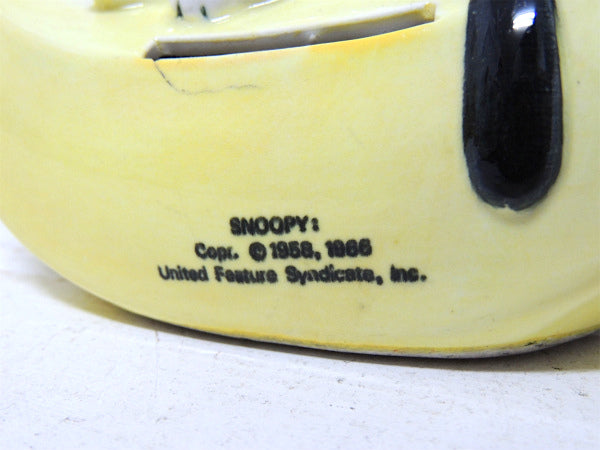 SNOOPY:
Copr. © 1958, 1966
United Feature Syndicate, Inc.